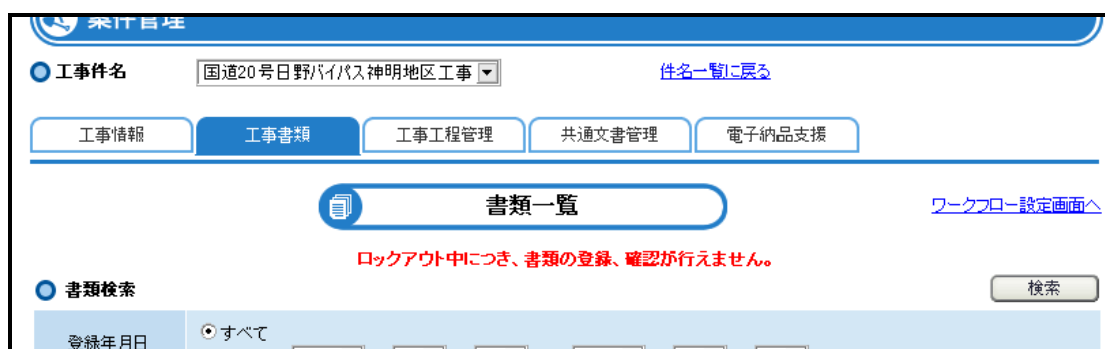 案件管理
工事件名 国道20号日野バイパス神明地区工事 件名一覧に戻る
工事情報 工事書類 工事工程管理 共通文書管理 電子納品支援
書類一覧 ワークフロー設定画面へ
ロックアウト中につき、書類の登録、確認が行えません。
書類検索 検索
登録年月日 すべて